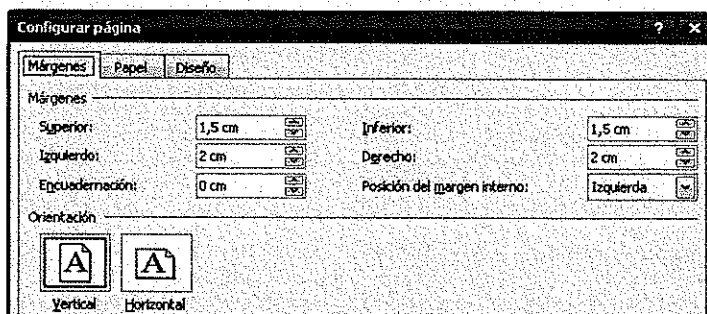 Configurar página ? ×
Márgenes Papel Diseño
Márgenes
Superior: 1,5 cm Inferior: 1,5 cm
Izquierdo: 2 cm Derecho: 2 cm
Encuadernación: 0 cm Posición del margen interno: Izquierda
Orientación
A A
Vertical Horizontal